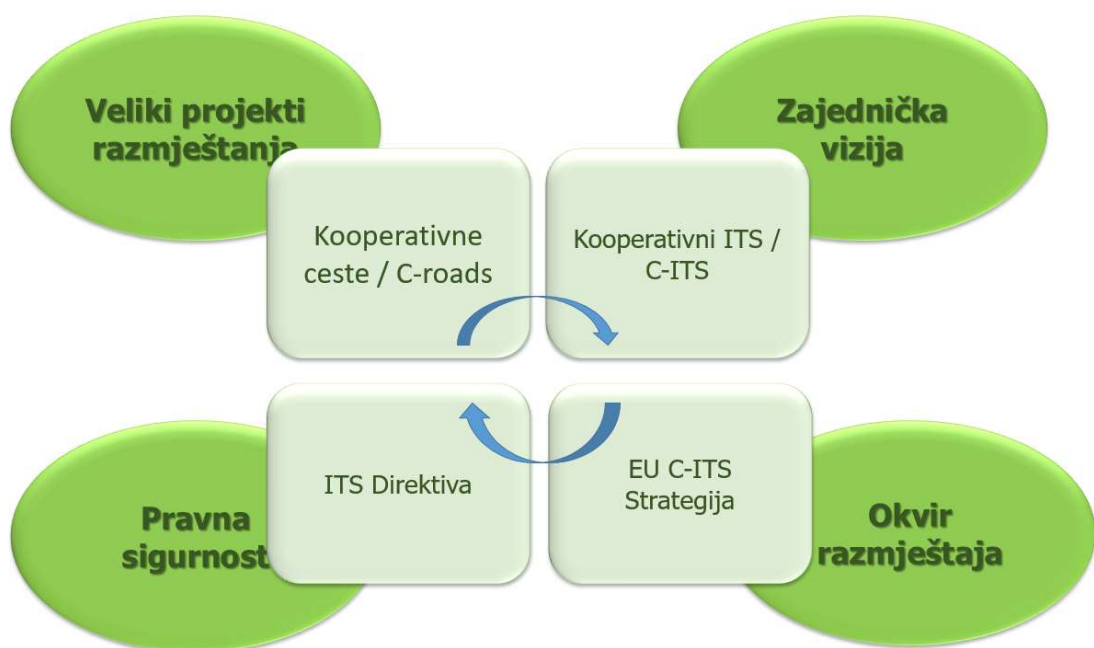 Veliki projekti
razmještanja
Zajednička
vizija
Kooperativne
ceste / C-roads
Kooperativni ITS /
C-ITS
ITS Direktiva
EU C-ITS
Strategija
Pravna
sigurnost
Okvir
razmještaja